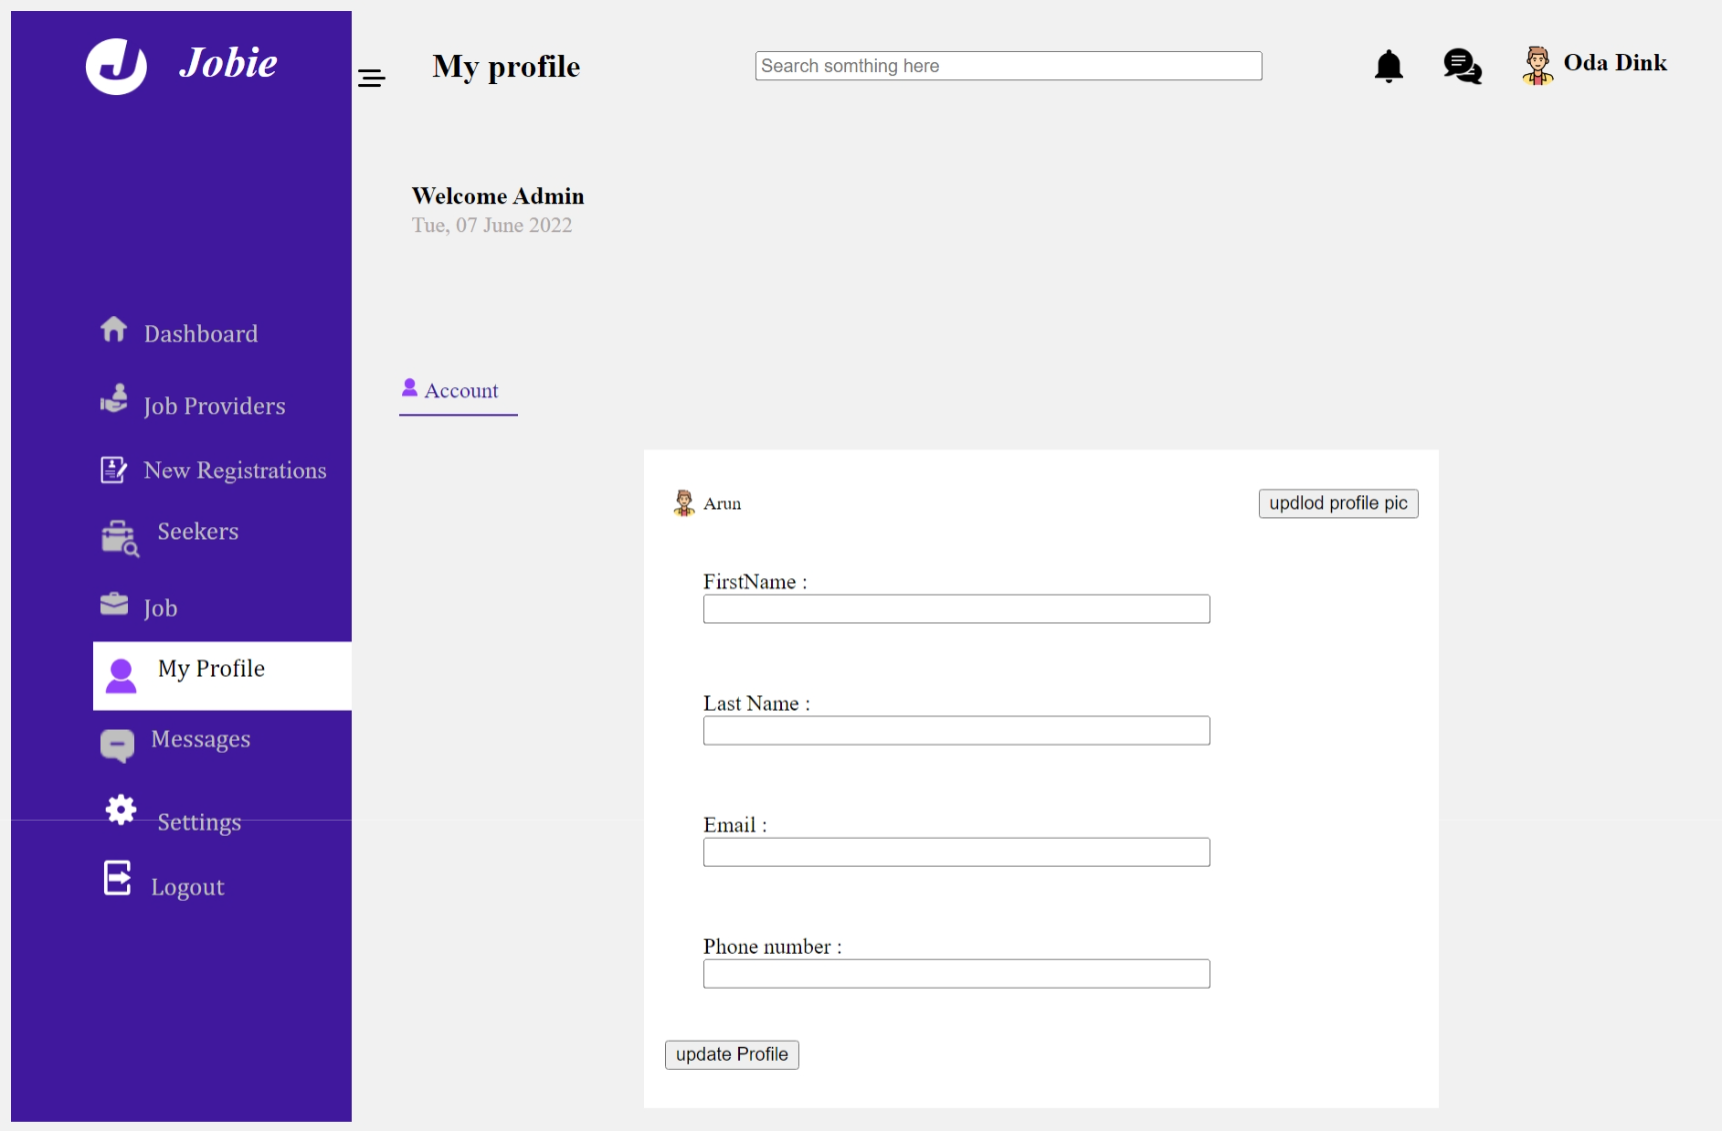 Jobie
My profile
Search somthing here
Oda Dink
Welcome Admin
Tue, 07 June 2022
Dashboard
Job Providers
New Registrations
Seekers
Job
My Profile
Messages
Settings
Logout
Account
Arun
updlod profile pic
FirstName :
Last Name :
Email :
Phone number :
update Profile